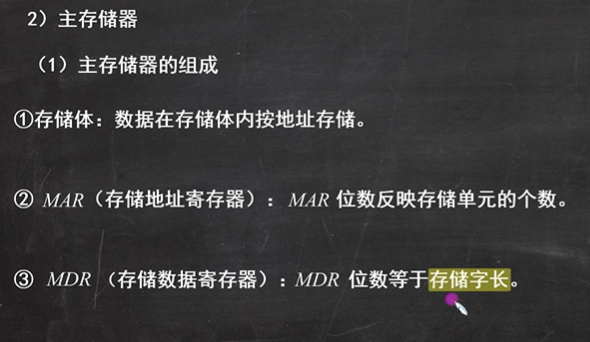 2）主存储器
（1）主存储器的组成
①存储体：数据在存储体内按地址存储。
② MAR（存储地址寄存器）：MAR 位数反映存储单元的个数。
③ MDR （存储数据寄存器）：MDR 位数等于存储字长。